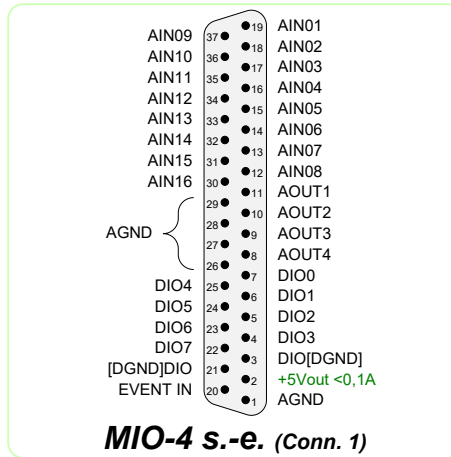 19 AIN01
AIN09 37
18 AIN02
AIN10 36
17 AIN03
AIN11 35
16 AIN04
AIN12 34
15 AIN05
AIN13 33
14 AIN06
AIN14 32
13 AIN07
AIN15 31
12 AIN08
AIN16 30
11 AOUT1
29
10 AOUT2
28
AGND
9 AOUT3
27
8 AOUT4
26
7 DIO0
DIO4 25
6 DIO1
DIO5 24
5 DIO2
DIO6 23
4 DIO3
DIO7 22
3 DIO[DGND]
[DGND]DIO 21
2 +5Vout <0,1A
EVENT IN 20
1 AGND
MIO-4 s.-e. (Conn. 1)